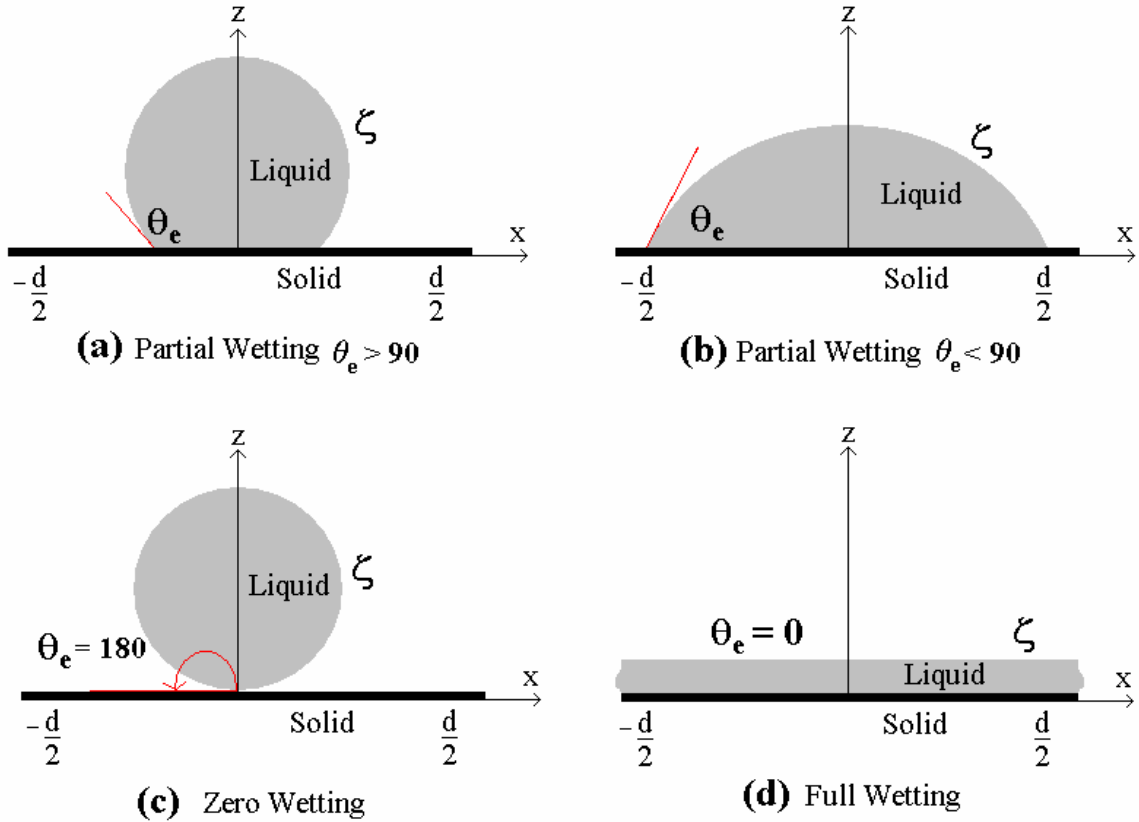 z
ζ
Liquid
θe
x
-d/2
Solid
d/2
(a) Partial Wetting θe > 90
z
ζ
Liquid
θe
x
-d/2
Solid
d/2
(b) Partial Wetting θe < 90
z
ζ
Liquid
θe = 180
x
-d/2
Solid
d/2
(c) Zero Wetting
z
θe = 0
ζ
Liquid
x
-d/2
Solid
d/2
(d) Full Wetting